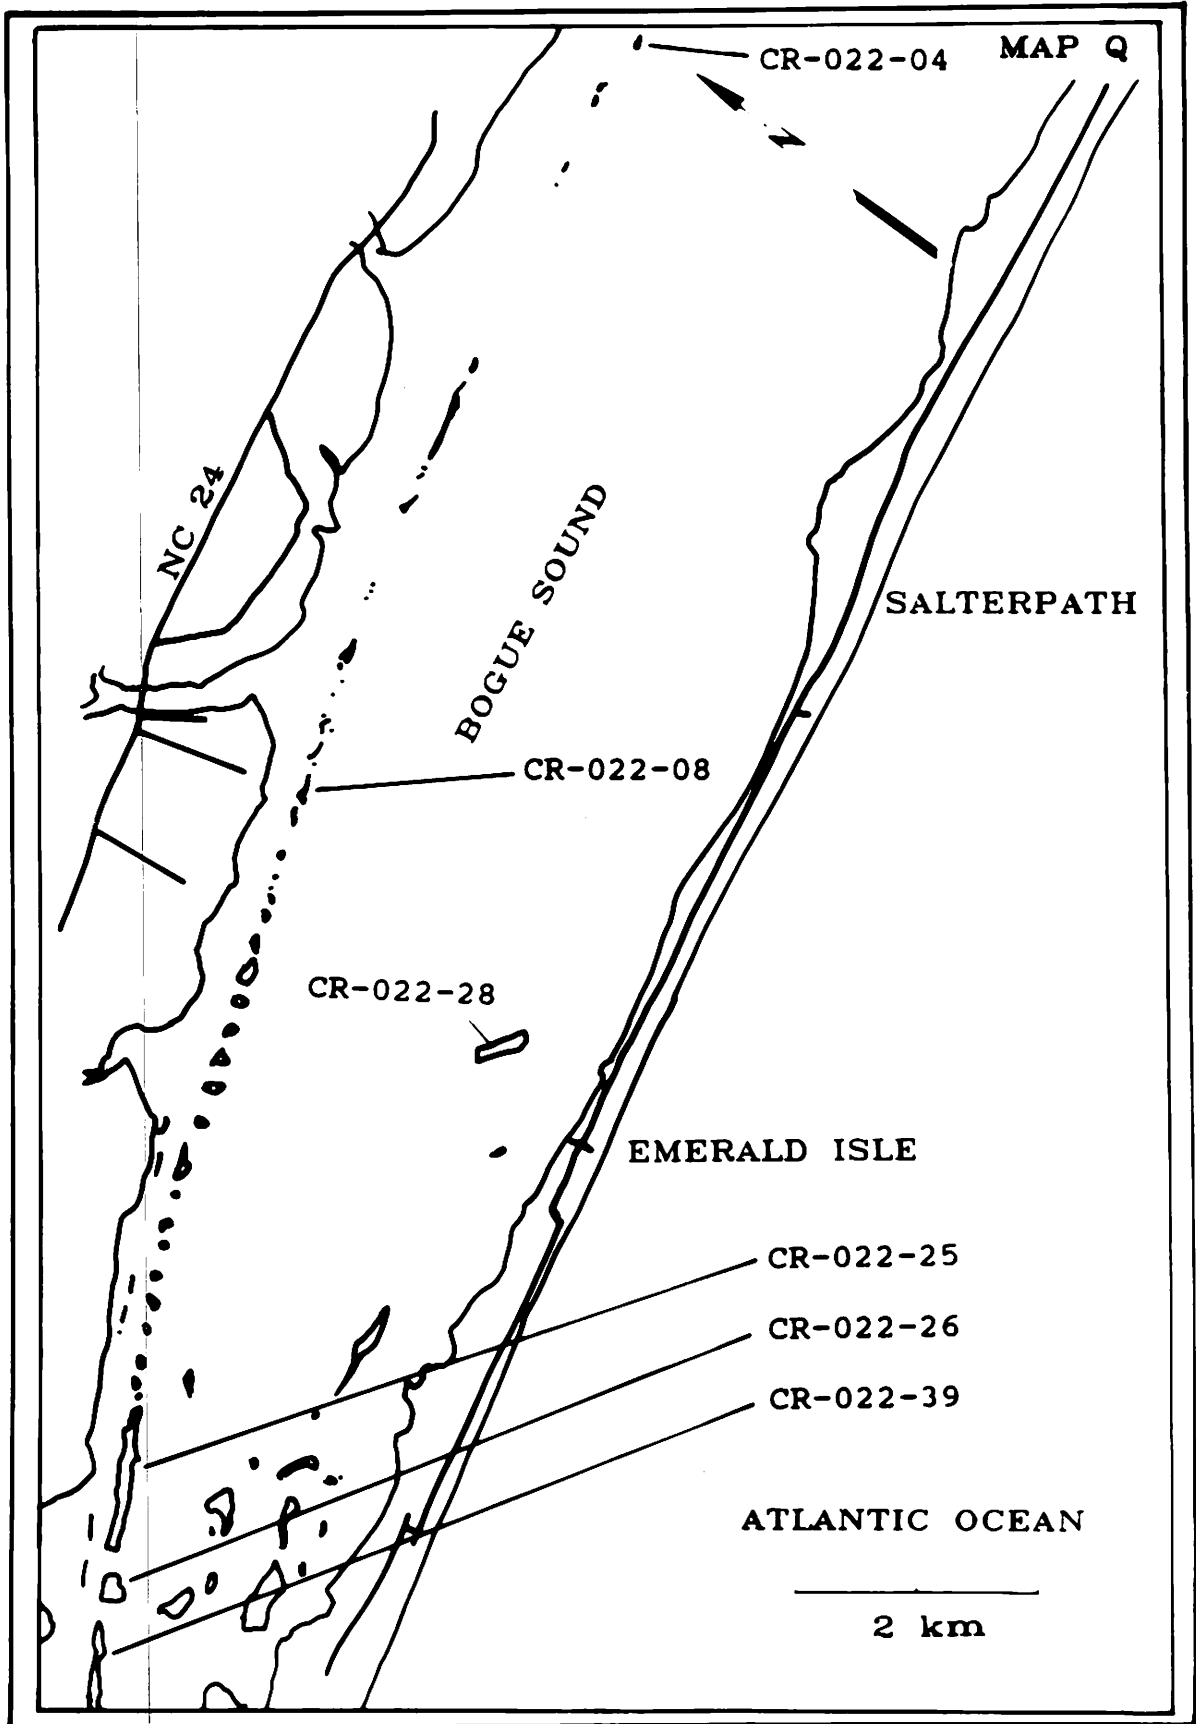 MAP Q
CR-022-04
N
NC 24
BOGUE SOUND
SALTERPATH
CR-022-08
CR-022-28
EMERALD ISLE
CR-022-25
CR-022-26
CR-022-39
ATLANTIC OCEAN
2 km